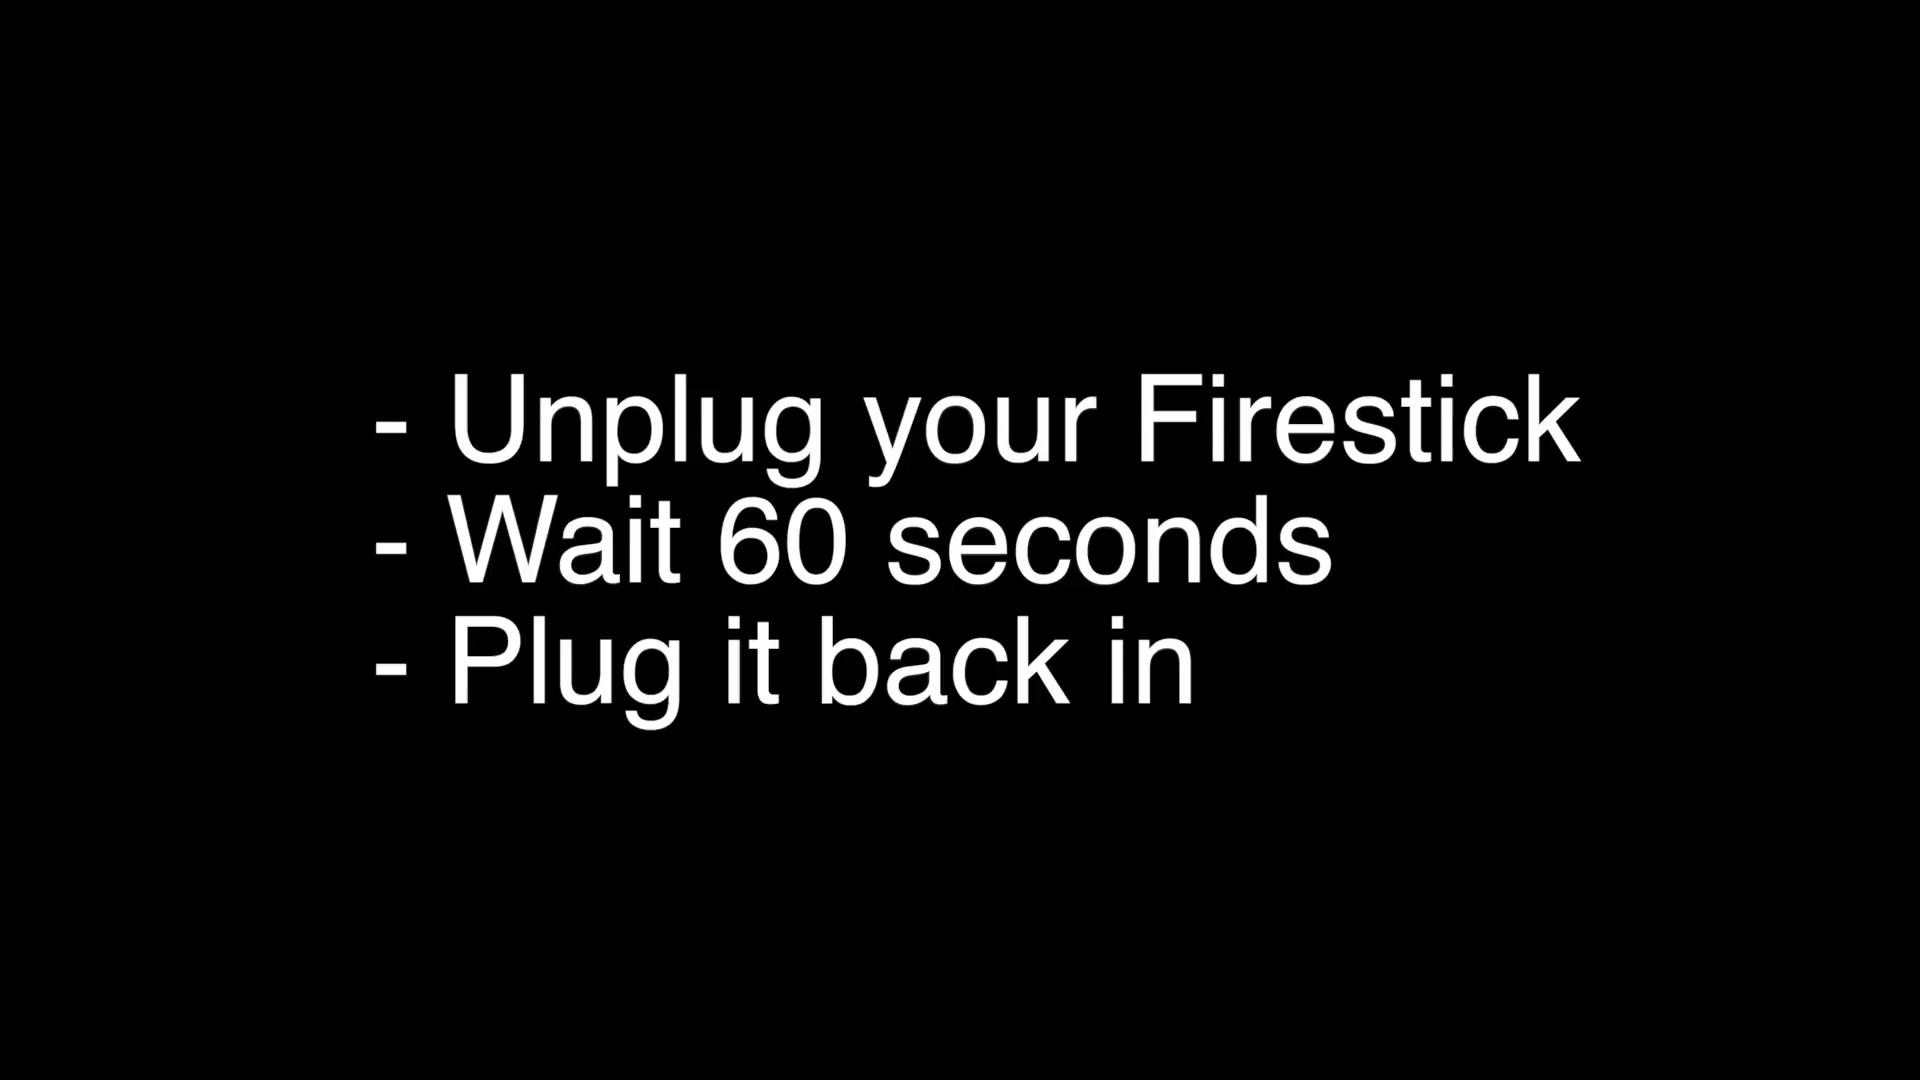 - Unplug your Firestick
- Wait 60 seconds
- Plug it back in